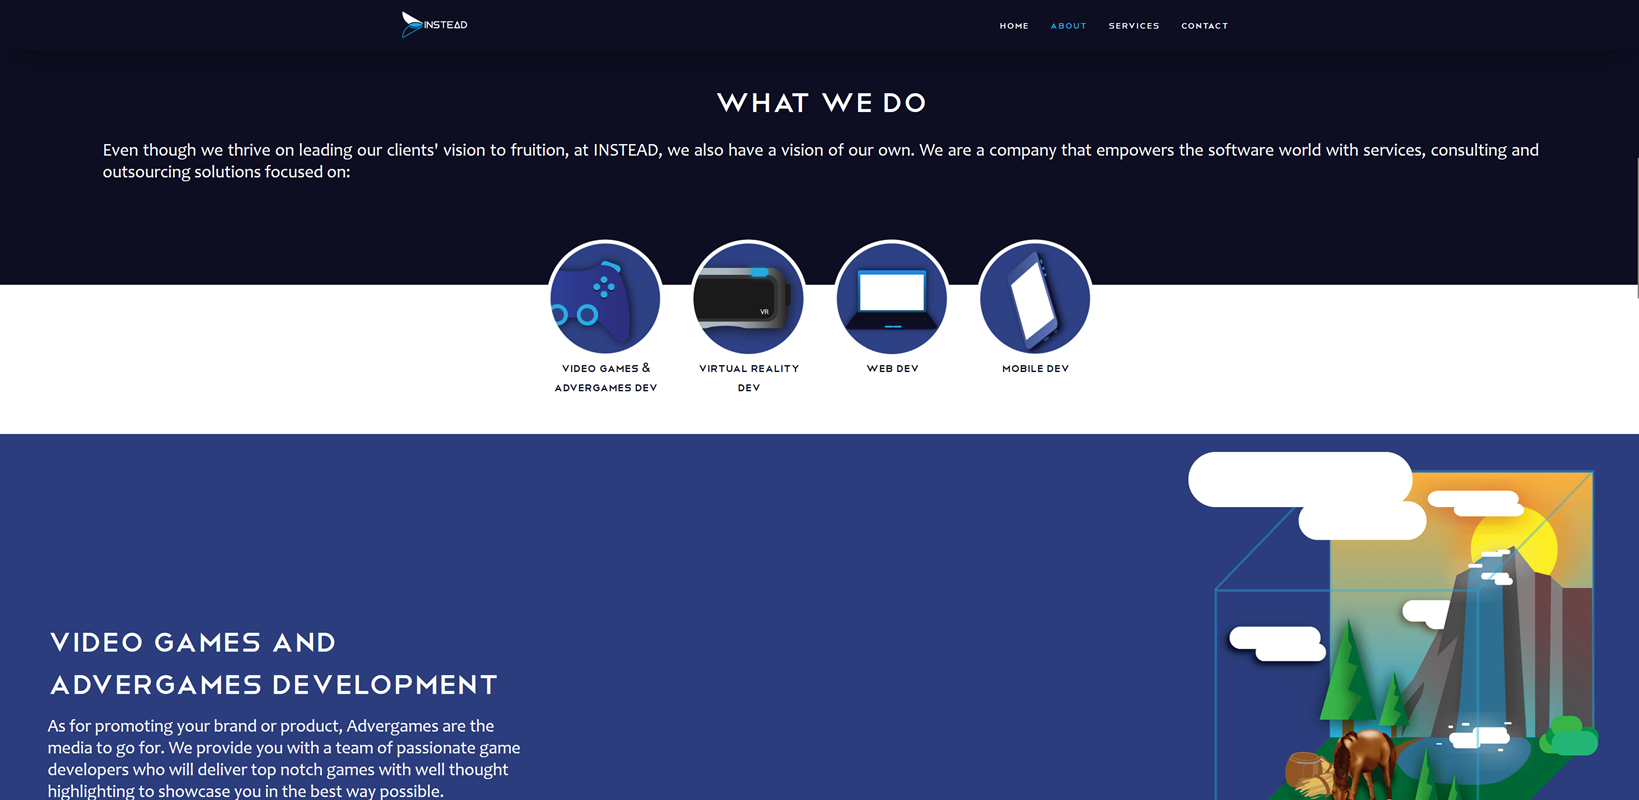 INSTEAD
HOME ABOUT SERVICES CONTACT
WHAT WE DO
Even though we thrive on leading our clients' vision to fruition, at INSTEAD, we also have a vision of our own. We are a company that empowers the software world with services, consulting and
outsourcing solutions focused on:
VR
VIDEO GAMES &
ADVERGAMES DEV
VIRTUAL REALITY
DEV
WEB DEV
MOBILE DEV
VIDEO GAMES AND
ADVERGAMES DEVELOPMENT
As for promoting your brand or product, Advergames are the
media to go for. We provide you with a team of passionate game
developers who will deliver top notch games with well thought
highlighting to showcase you in the best way possible.